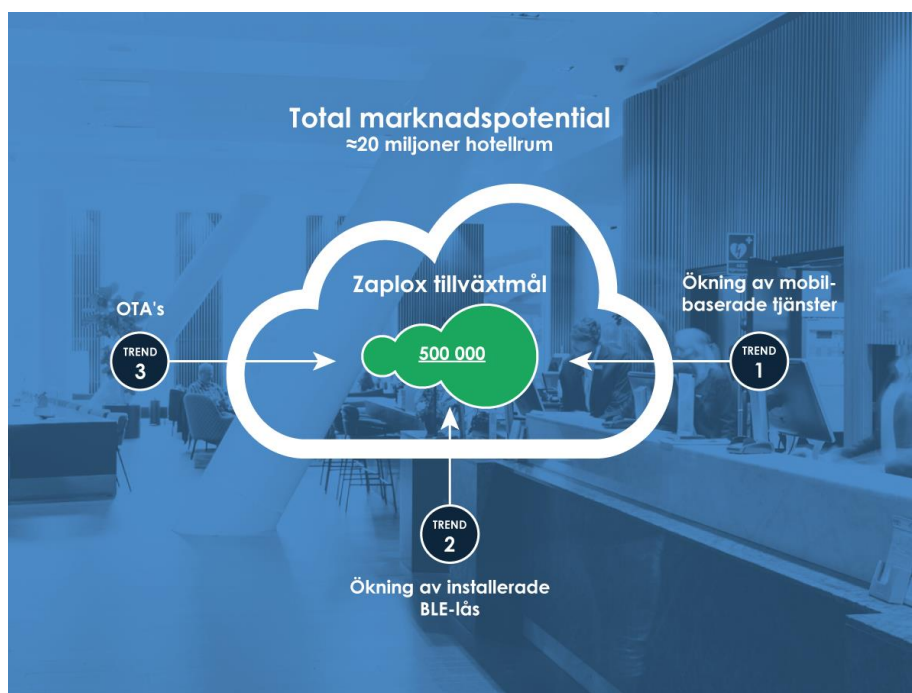 Total marknadspotential
≈20 miljoner hotellrum
Zaplox tillväxtmål
500 000
Ökning av mobil-
baserade tjänster
TREND
1
OTA's
TREND
3
TREND
2
Ökning av installerade
BLE-lås